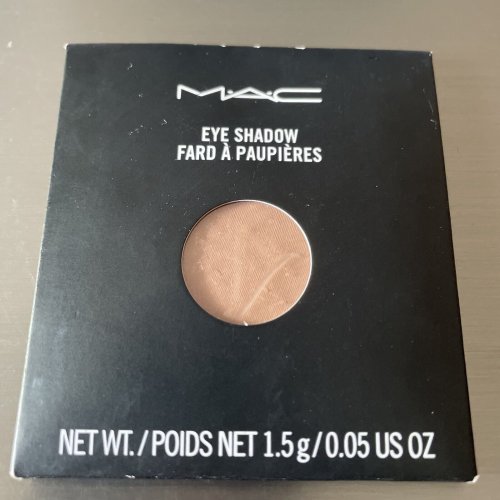 M·A·C
EYE SHADOW
FARD À PAUPIÈRES
NET WT./POIDS NET 1.5 g/0.05 US OZ